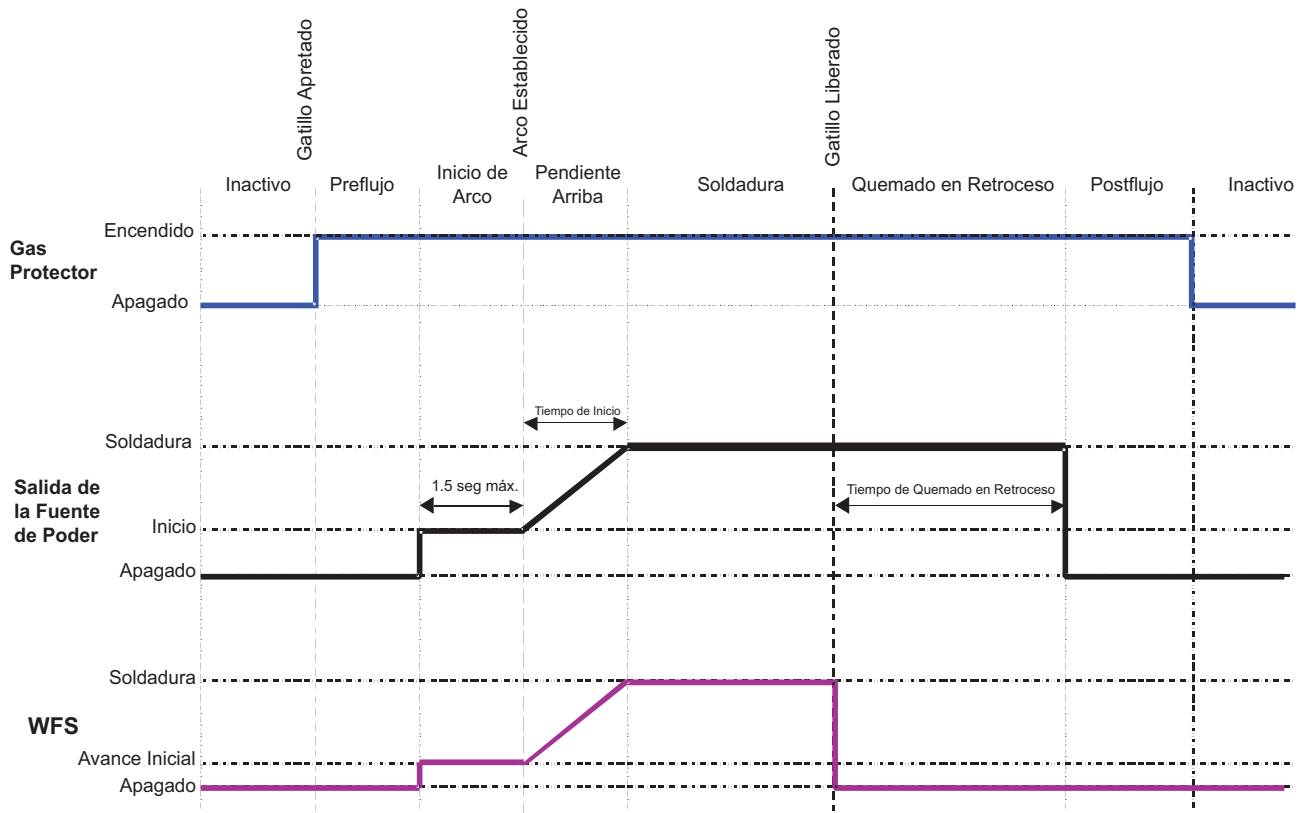 Gatillo Apretado
Arco Establecido
Gatillo Liberado
Inactivo
Preflujo
Inicio de
Arco
Pendiente
Arriba
Soldadura
Quemado en Retroceso
Postflujo
Inactivo
Gas
Protector
Encendido
Apagado
Salida de
la Fuente
de Poder
Soldadura
Inicio
Apagado
Tiempo de Inicio
1.5 seg máx.
Tiempo de Quemado en Retroceso
WFS
Soldadura
Avance Inicial
Apagado